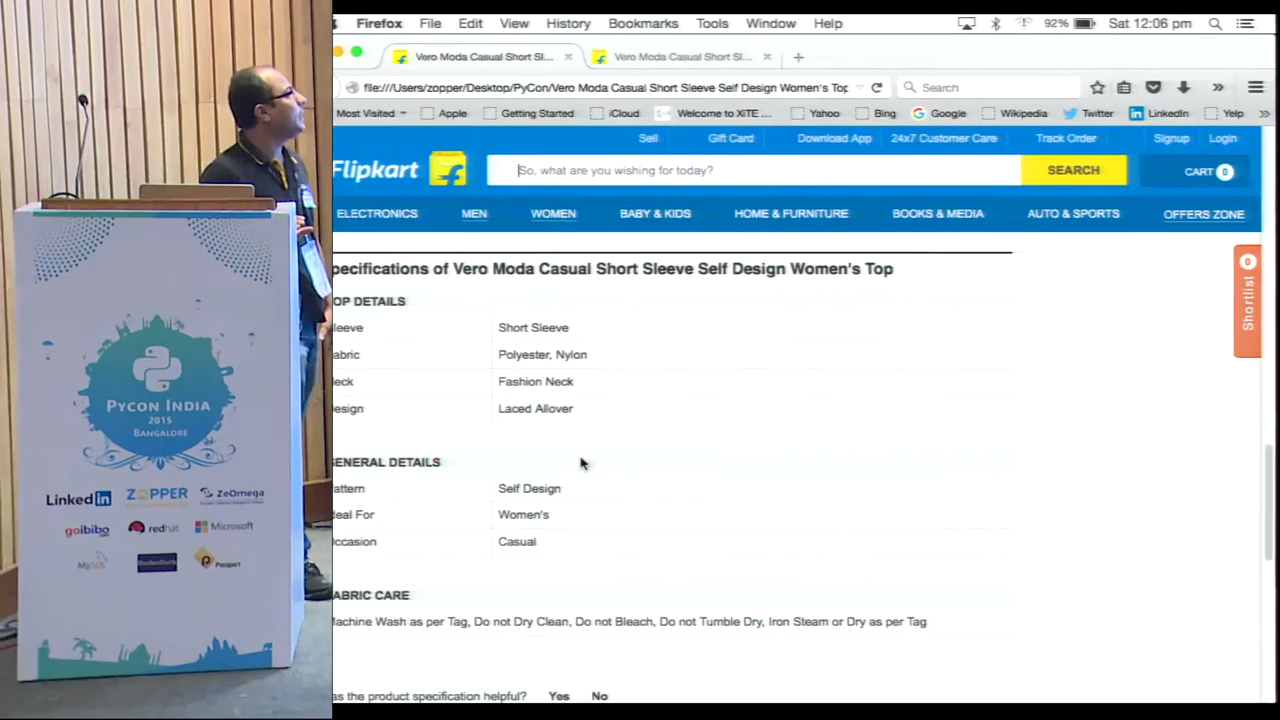 Firefox File Edit View History Bookmarks Tools Window Help 92% Sat 12:06 pm
Vero Moda Casual Short Sl... Vero Moda Casual Short Sl...
file:///Users/zopper/Desktop/PyCon/Vero Moda Casual Short Sleeve Self Design Women's Top Search
Most Visited Apple Getting Started iCloud Welcome to XiTE ... Yahoo Bing Google Wikipedia Twitter LinkedIn Yelp
Sell Gift Card Download App 24x7 Customer Care Track Order Signup Login
Flipkart So, what are you wishing for today? SEARCH CART 0
ELECTRONICS MEN WOMEN BABY & KIDS HOME & FURNITURE BOOKS & MEDIA AUTO & SPORTS OFFERS ZONE
Shortlist 0
pecifications of Vero Moda Casual Short Sleeve Self Design Women's Top
OP DETAILS
leeve Short Sleeve
abric Polyester, Nylon
eck Fashion Neck
esign Laced Allover
ENERAL DETAILS
attern Self Design
deal For Women's
ccasion Casual
ABRIC CARE
achine Wash as per Tag, Do not Dry Clean, Do not Bleach, Do not Tumble Dry, Iron Steam or Dry as per Tag
as the product specification helpful? Yes No
PYCON INDIA
2015
BANGALORE
Linked in ZOPPER ZeOmega
goibibo redhat Microsoft
MySQL HackerEarth